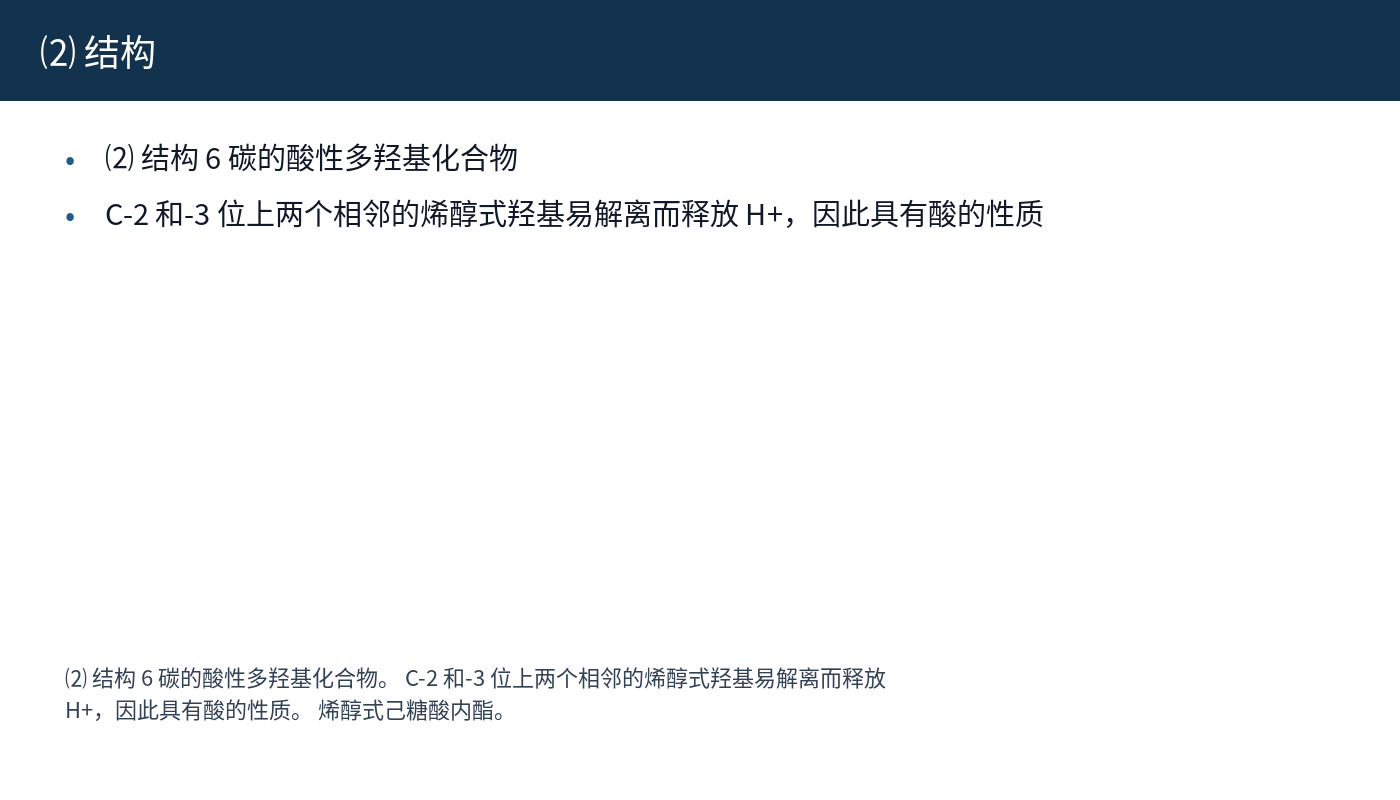 ⑵ 结构
• ⑵ 结构 6 碳的酸性多羟基化合物
• C-2 和-3 位上两个相邻的烯醇式羟基易解离而释放 H+，因此具有酸的性质
⑵ 结构 6 碳的酸性多羟基化合物。 C-2 和-3 位上两个相邻的烯醇式羟基易解离而释放
H+，因此具有酸的性质。 烯醇式己糖酸内酯。